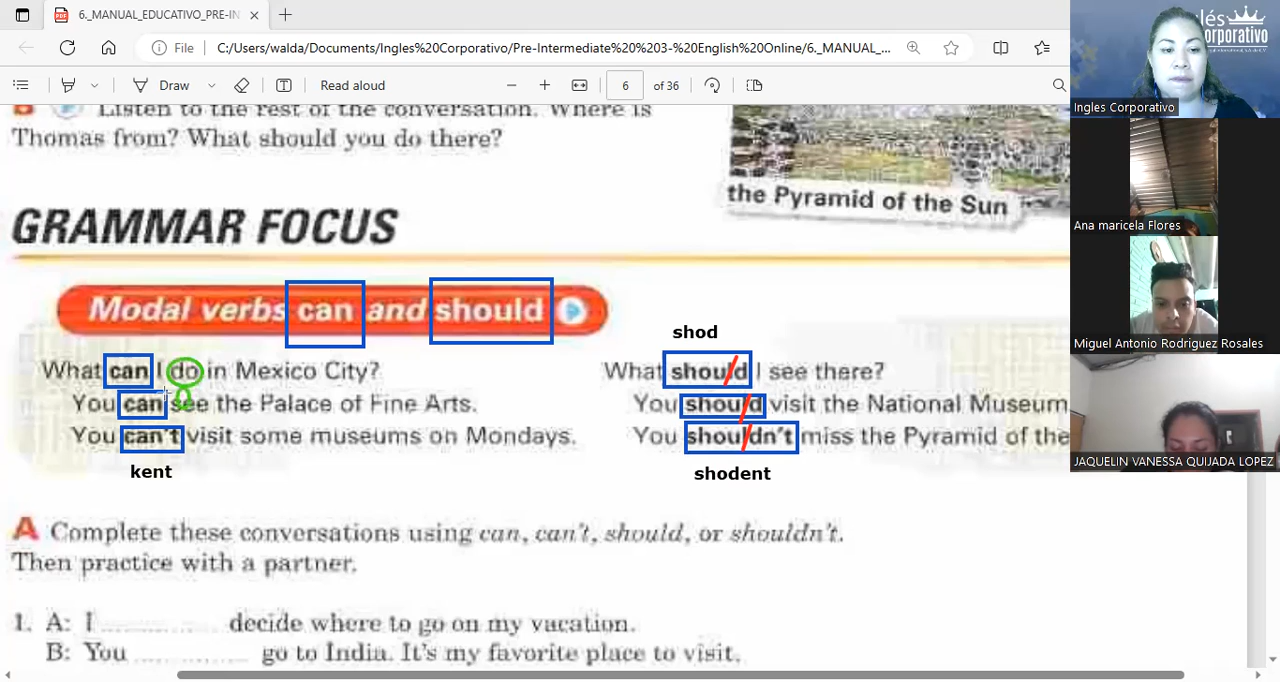 6._MANUAL_EDUCATIVO_PRE-IN
File C:/Users/walda/Documents/Ingles%20Corporativo/Pre-Intermediate%20%203-%20English%20Online/6._MANUAL_...
Draw Read aloud 6 of 36
B Listen to the rest of the conversation. Where is
Thomas from? What should you do there?
the Pyramid of the Sun
GRAMMAR FOCUS
Modal verbs can and should
shod
What can I do in Mexico City? What should I see there?
You can see the Palace of Fine Arts. You should visit the National Museum
You can't visit some museums on Mondays. You shouldn't miss the Pyramid of the
kent shodent
A Complete these conversations using can, can't, should, or shouldn't.
Then practice with a partner.
1. A: I ............... decide where to go on my vacation.
B: You ............... go to India. It's my favorite place to visit.
lés
orporativo
Ingles Corporativo
Ana maricela Flores
Miguel Antonio Rodriguez Rosales
JAQUELIN VANESSA QUIJADA LOPEZ